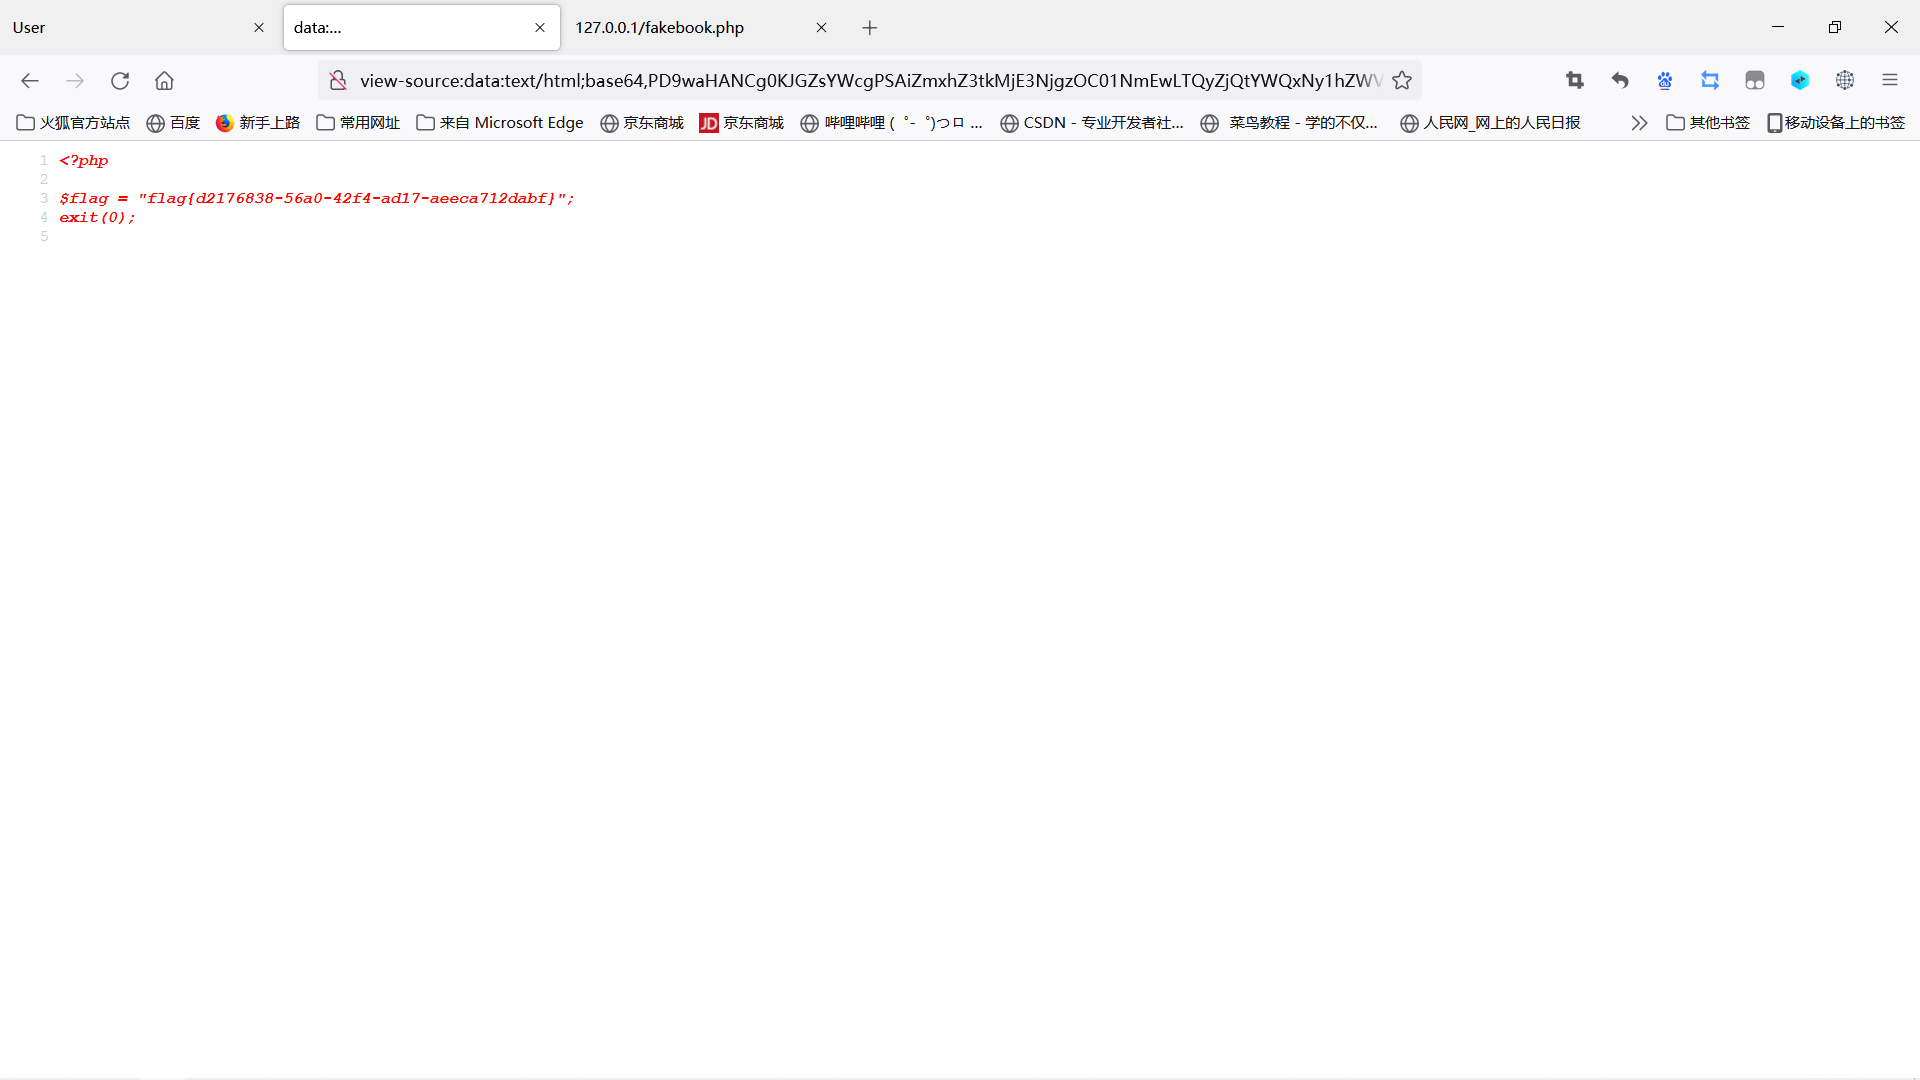 User
data:...
127.0.0.1/fakebook.php
view-source:data:text/html;base64,PD9waHANCg0KJGZsYWcgPSAiZmxhZ3tkMjE3NjgzOC01NmEwLTQyZjQtYWQxNy1hZWV
火狐官方站点 百度 新手上路 常用网址 来自 Microsoft Edge 京东商城 JD 京东商城 哔哩哔哩 ( ゜- ゜)つロ ... CSDN - 专业开发者社... 菜鸟教程 - 学的不仅... 人民网_网上的人民日报 其他书签 移动设备上的书签
1 <?php
2
3 $flag = "flag{d2176838-56a0-42f4-ad17-aeeca712dabf}";
4 exit(0);
5